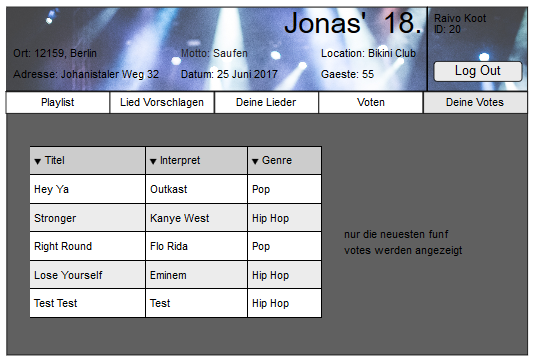 Jonas' 18.
Raivo Koot
ID: 20
Ort: 12159, Berlin
Motto: Saufen
Location: Bikini Club
Adresse: Johanistaler Weg 32
Datum: 25 Juni 2017
Gaeste: 55
Log Out
Playlist
Lied Vorschlagen
Deine Lieder
Voten
Deine Votes
▼ Titel ▼ Interpret ▼ Genre
Hey Ya Outkast Pop
Stronger Kanye West Hip Hop
Right Round Flo Rida Pop
Lose Yourself Eminem Hip Hop
Test Test Test Hip Hop
nur die neuesten funf
votes werden angezeigt